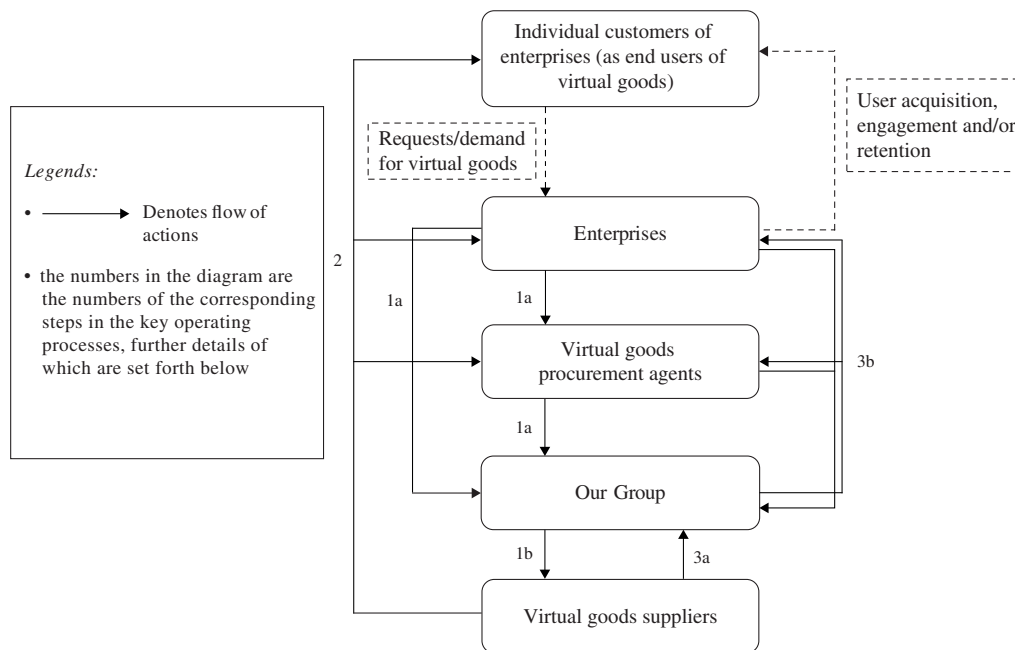 Individual customers of
enterprises (as end users of
virtual goods)
User acquisition,
engagement and/or
retention
Requests/demand
for virtual goods
Legends:
• Denotes flow of
actions
• the numbers in the diagram are
the numbers of the corresponding
steps in the key operating
processes, further details of
which are set forth below
Enterprises
2
1a
1a
Virtual goods
procurement agents
3b
1a
Our Group
1b
3a
Virtual goods suppliers